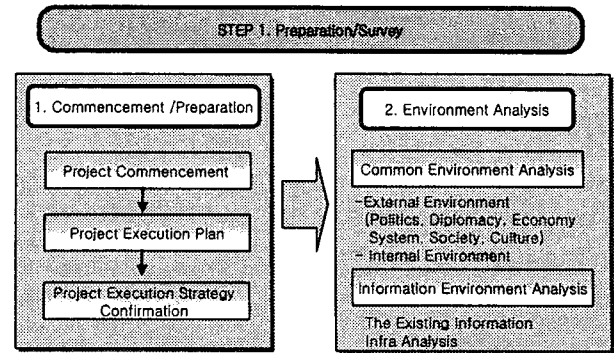 STEP 1. Preparation/Survey
1. Commencement /Preparation
Project Commencement
Project Execution Plan
Project Execution Strategy
Confirmation
2. Environment Analysis
Common Environment Analysis
-External Environment
(Politics, Diplomacy, Economy
System, Society, Culture)
- Internal Environment
Information Environment Analysis
The Existing Information
Infra Analysis